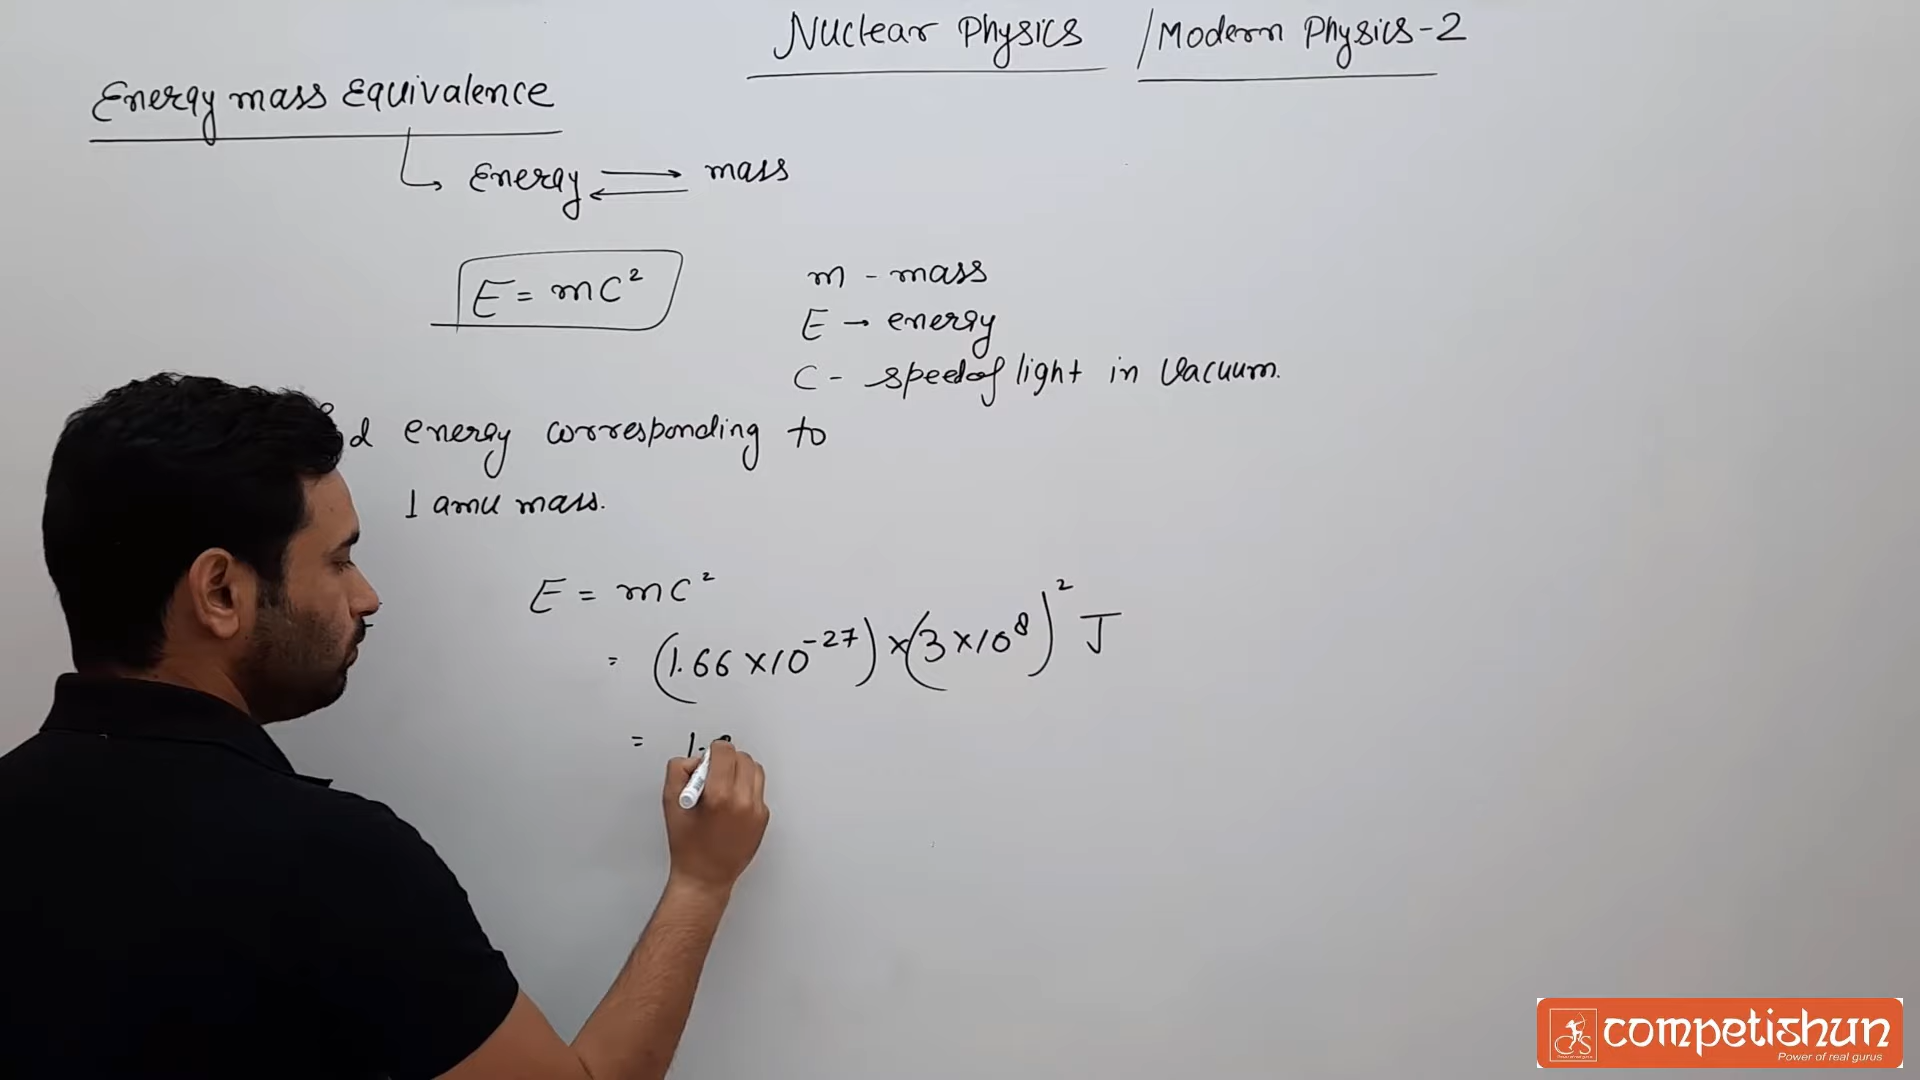 Nuclear Physics / Modern Physics-2
Energy mass Equivalence
Energy ⇌ mass
E = mc²
m - mass
E → energy
C - speed of light in vacuum.
energy corresponding to
1 amu mass.
E = mc²
= (1.66 × 10⁻²⁷) × (3 × 10⁸)² J
= 1.
competishun
Power of real gurus